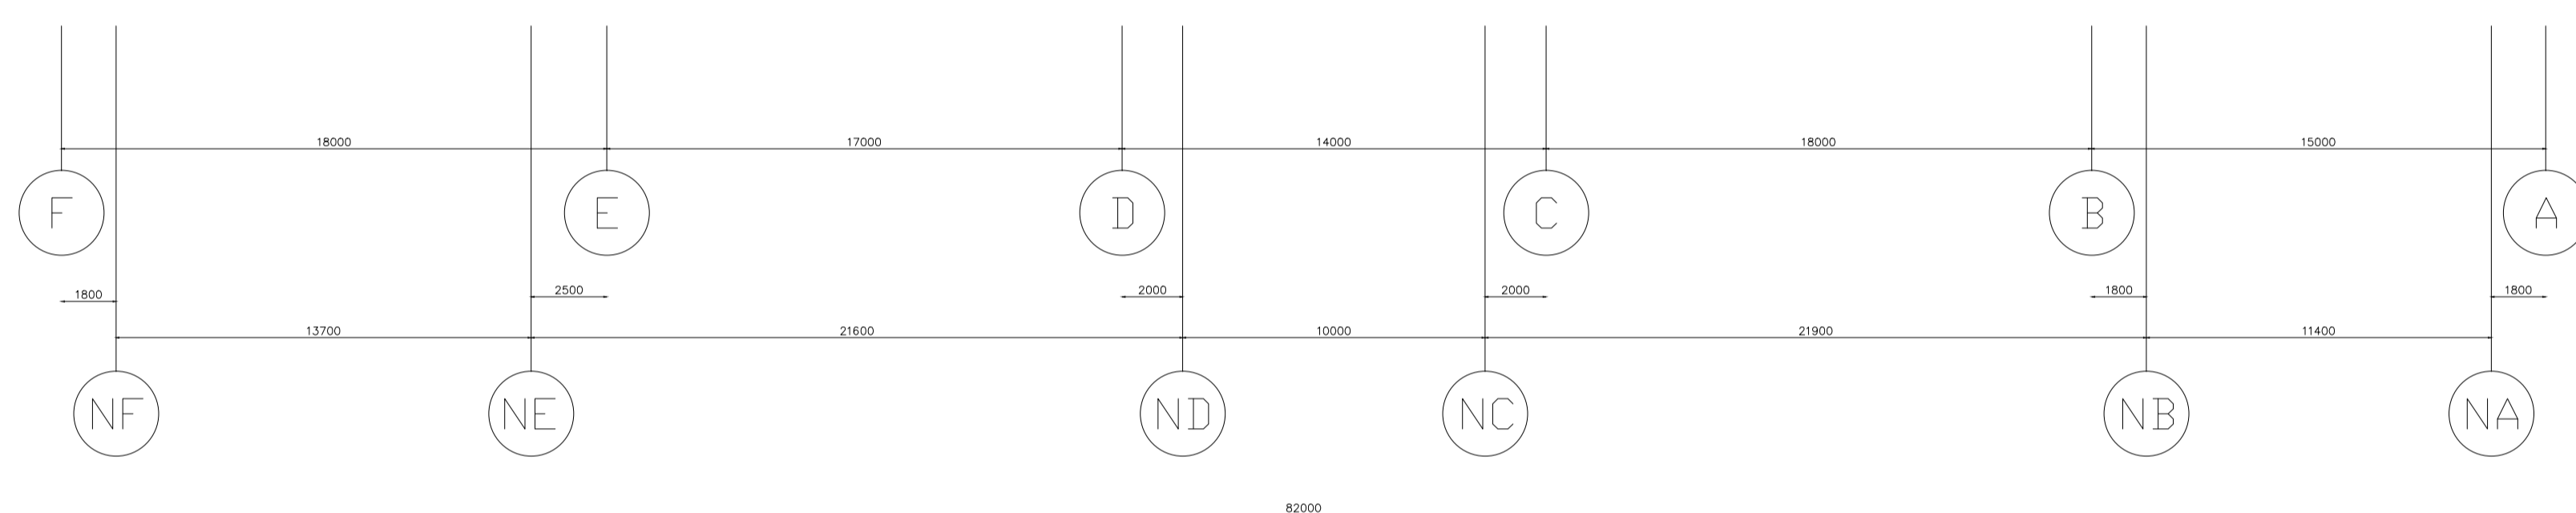 18000 17000 14000 18000 15000
F E D C B A
1800 2500 2000 2000 1800 1800
13700 21600 10000 21900 11400
NF NE ND NC NB NA
82000